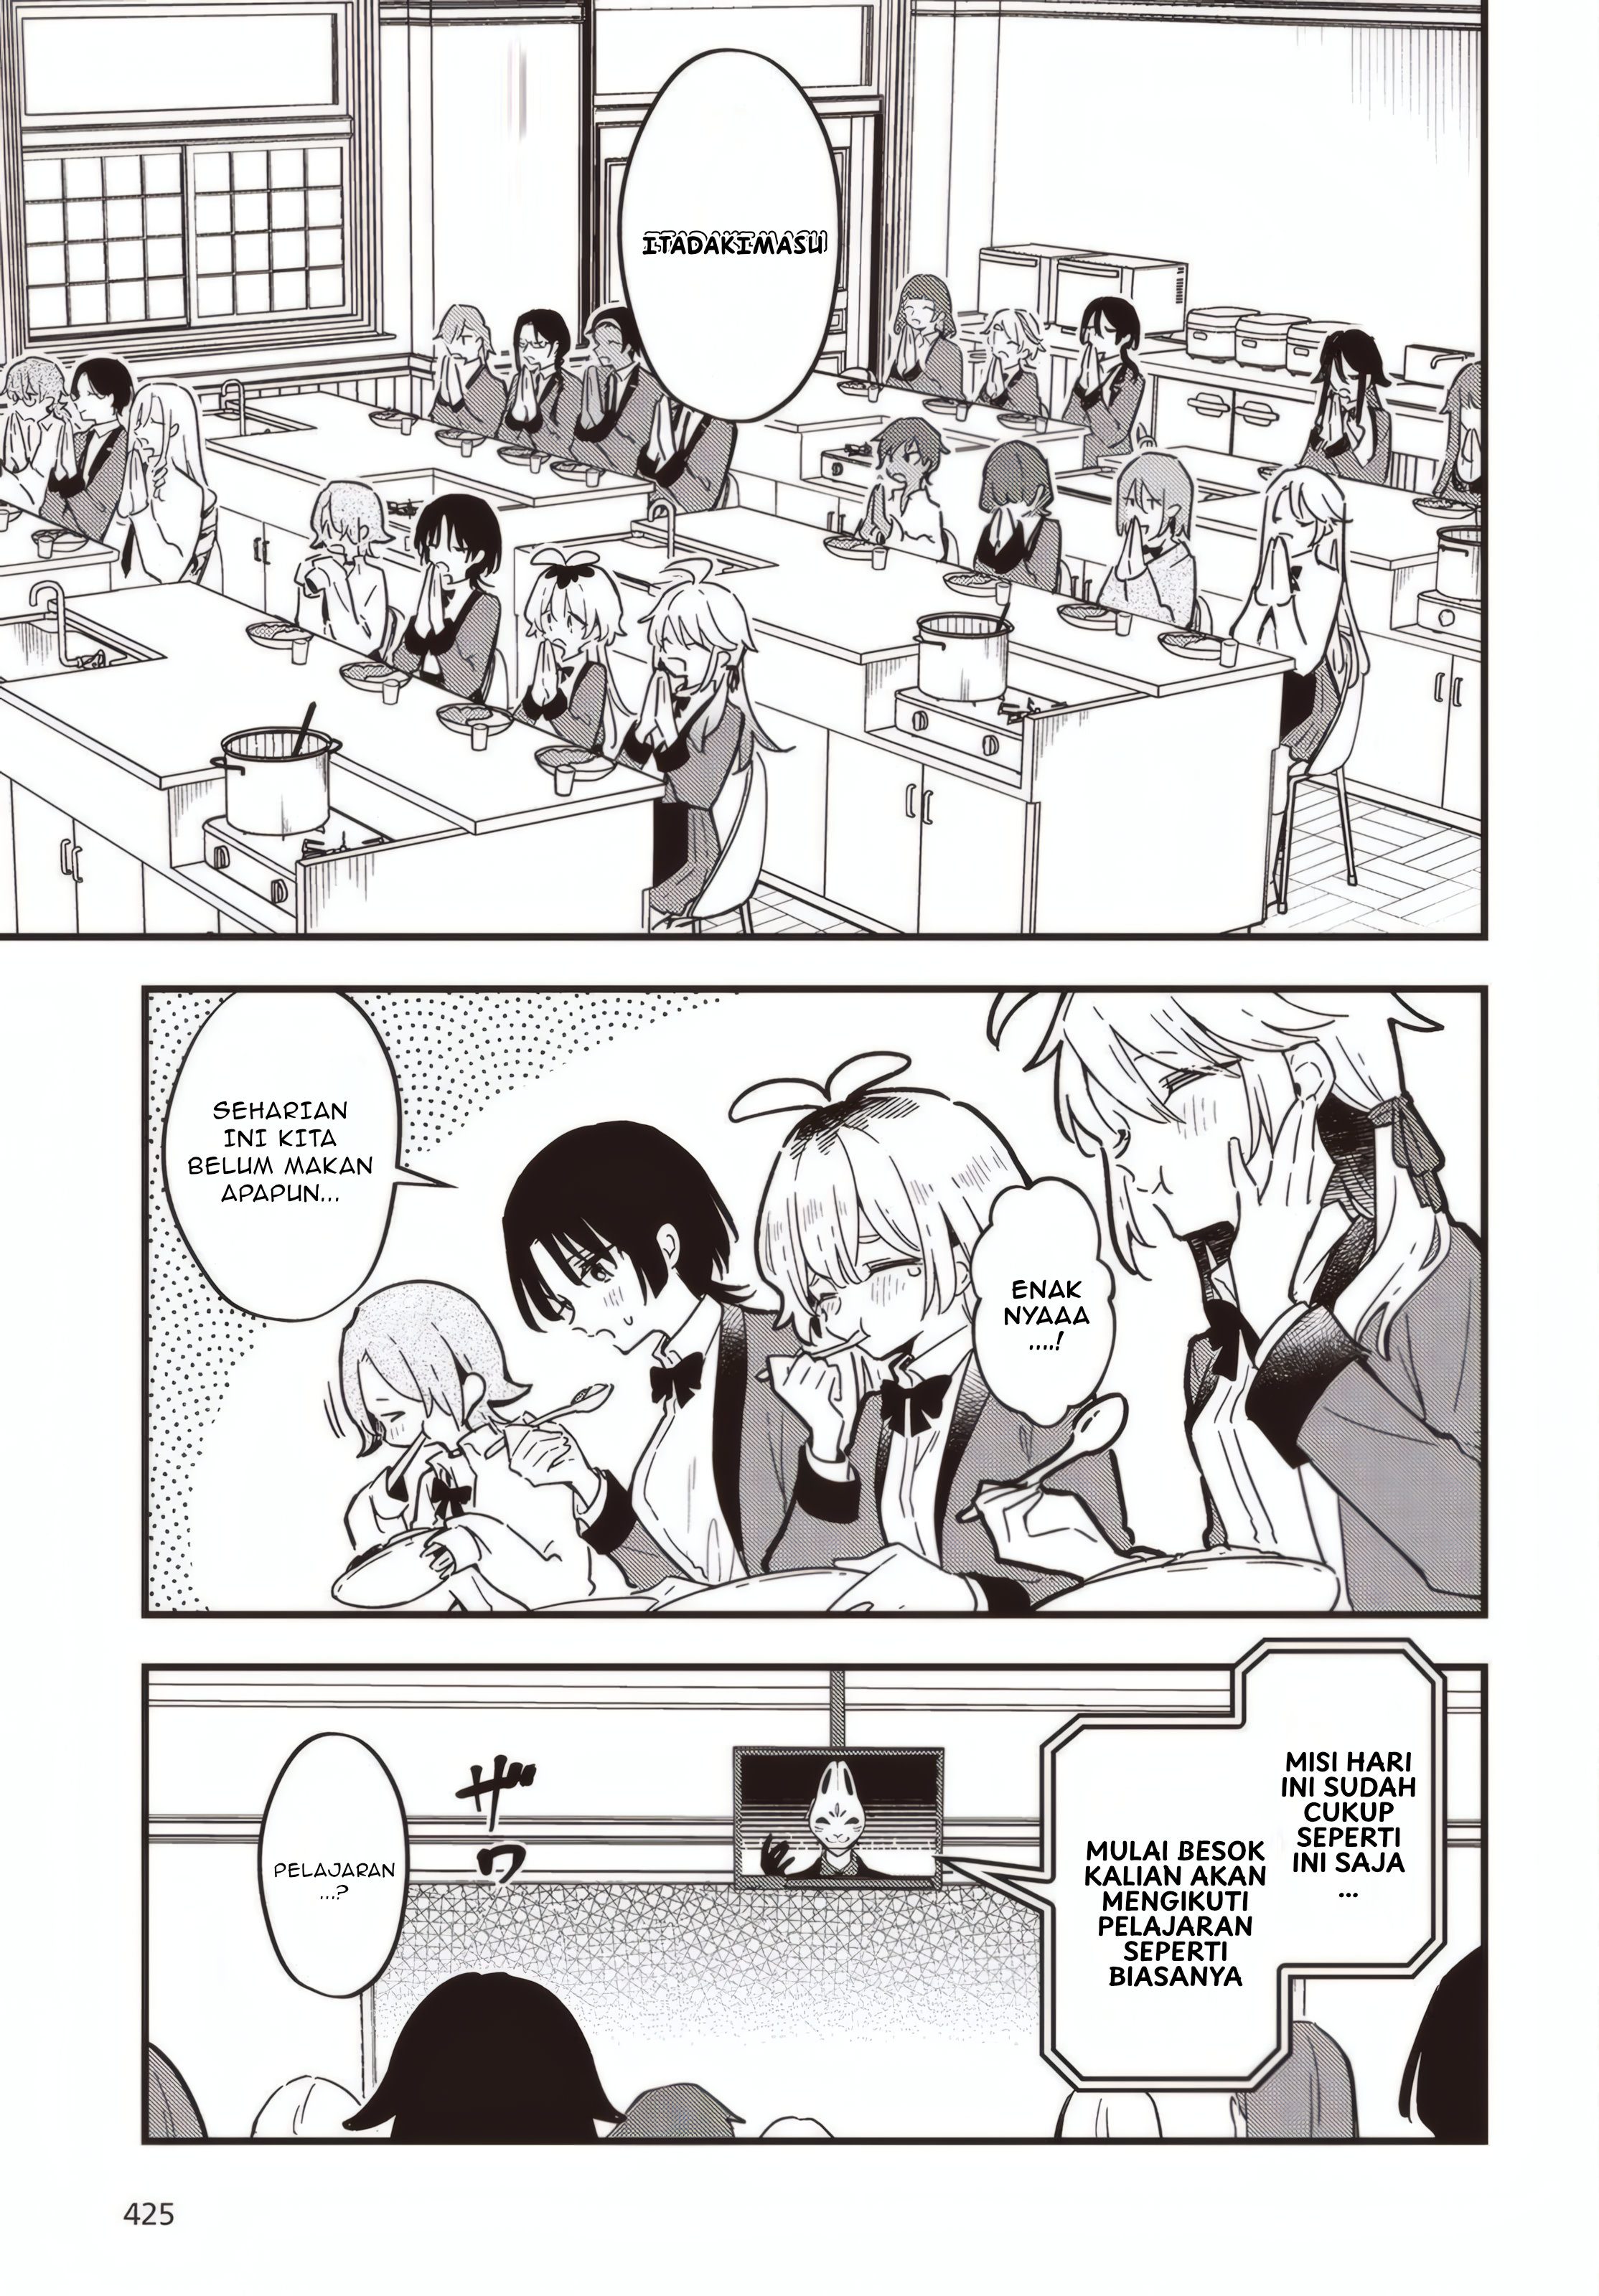 ITADAKIMASU
ENAK
NYAAA
....!
SEHARIAN
INI KITA
BELUM MAKAN
APAPUN...
MISI HARI
INI SUDAH
CUKUP
SEPERTI
INI SAJA
...
MULAI BESOK
KALIAN AKAN
MENGIKUTI
PELAJARAN
SEPERTI
BIASANYA
ザワ
PELAJARAN
...?
425